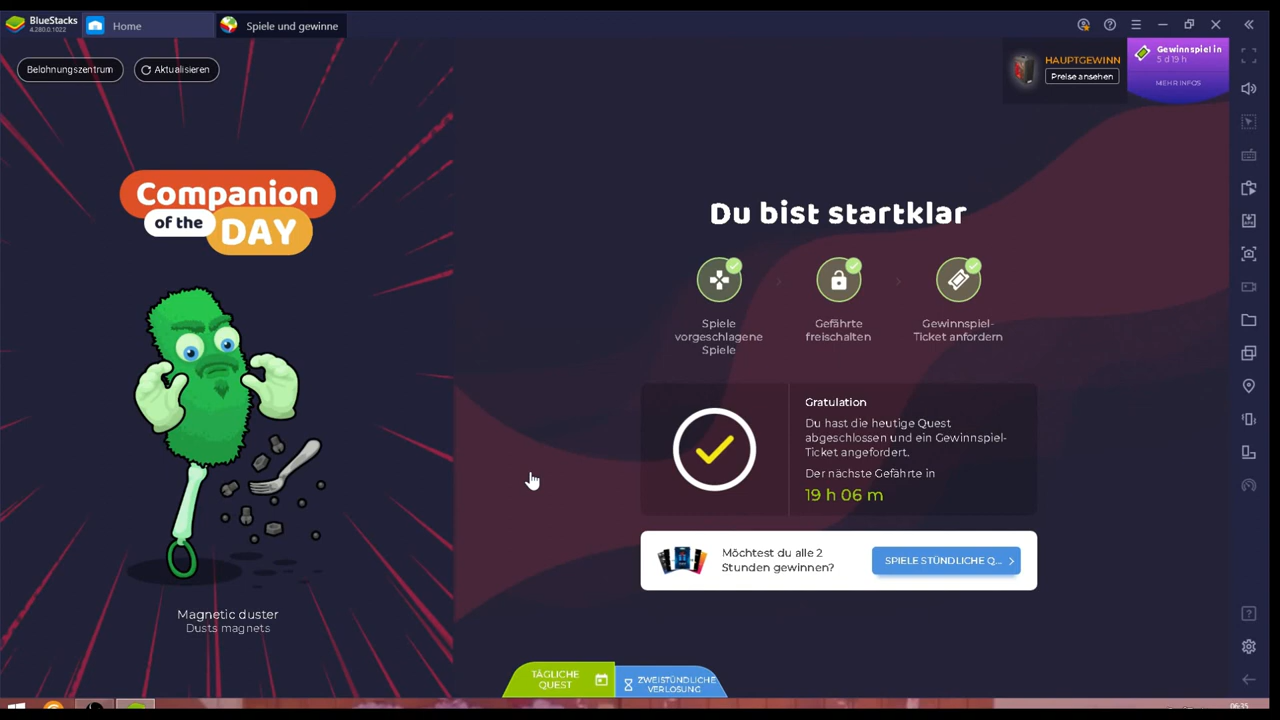 BlueStacks
4.280.0.1022
Home
Spiele und gewinne
Belohnungszentrum
Aktualisieren
HAUPTGEWINN
Preise ansehen
Gewinnspiel in
5 d 19 h
MEHR INFOS
Companion
of the DAY
Magnetic duster
Dusts magnets
Du bist startklar
Spiele
vorgeschlagene
Spiele
Gefährte
freischalten
Gewinnspiel-
Ticket anfordern
Gratulation
Du hast die heutige Quest
abgeschlossen und ein Gewinnspiel-
Ticket angefordert.
Der nächste Gefährte in
19 h 06 m
Möchtest du alle 2
Stunden gewinnen?
SPIELE STÜNDLICHE Q...
TÄGLICHE
QUEST
ZWEISTÜNDLICHE
VERLOSUNG
06:35